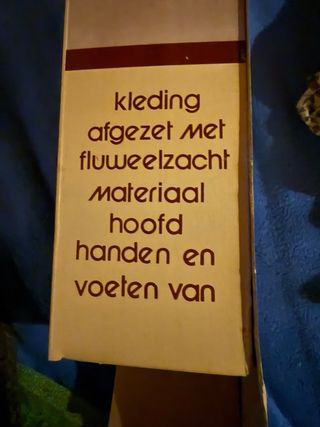 kleding
afgezet met
fluweelzacht
materiaal
hoofd
handen en
voeten van